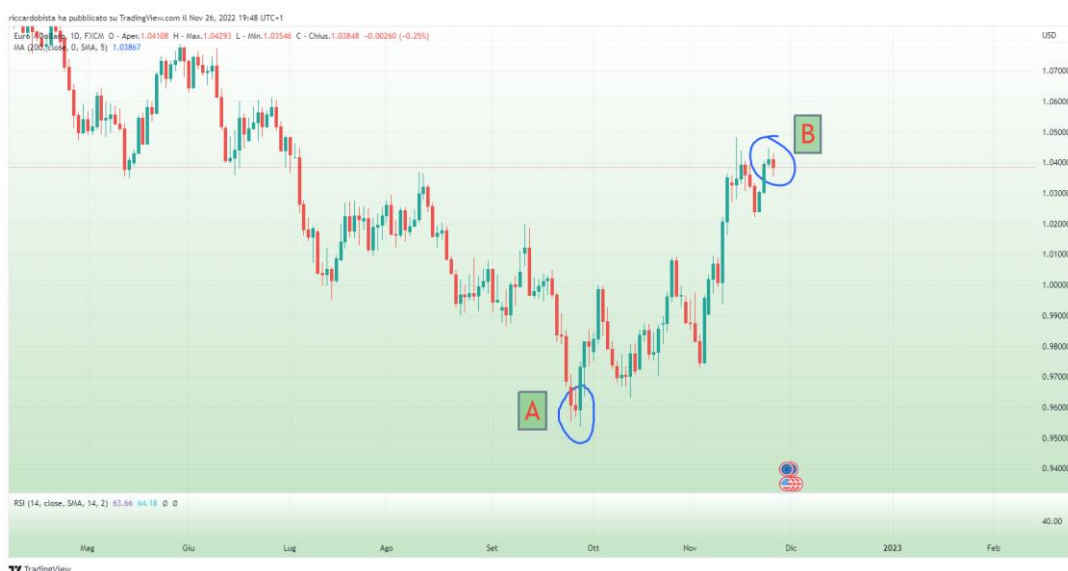 riccardobista ha pubblicato su TradingView.com il Nov 26, 2022 19:48 UTC+1
Euro / Dollaro, 1D, FXCM O - Aper.1.04108 H - Max.1.04293 L - Min.1.03546 C - Chius.1.03848 -0.00260 (-0.25%)
MA (200, close, 0, SMA, 5) 1.03867
USD
1.07000
1.06000
B
1.05000
1.04000
1.03000
1.02000
1.01000
1.00000
0.99000
0.98000
0.97000
A
0.96000
0.95000
0.94000
RSI (14, close, SMA, 14, 2) 63.66 64.18 Ø Ø
40.00
Mag Giu Lug Ago Set Ott Nov Dic 2023 Feb
TradingView